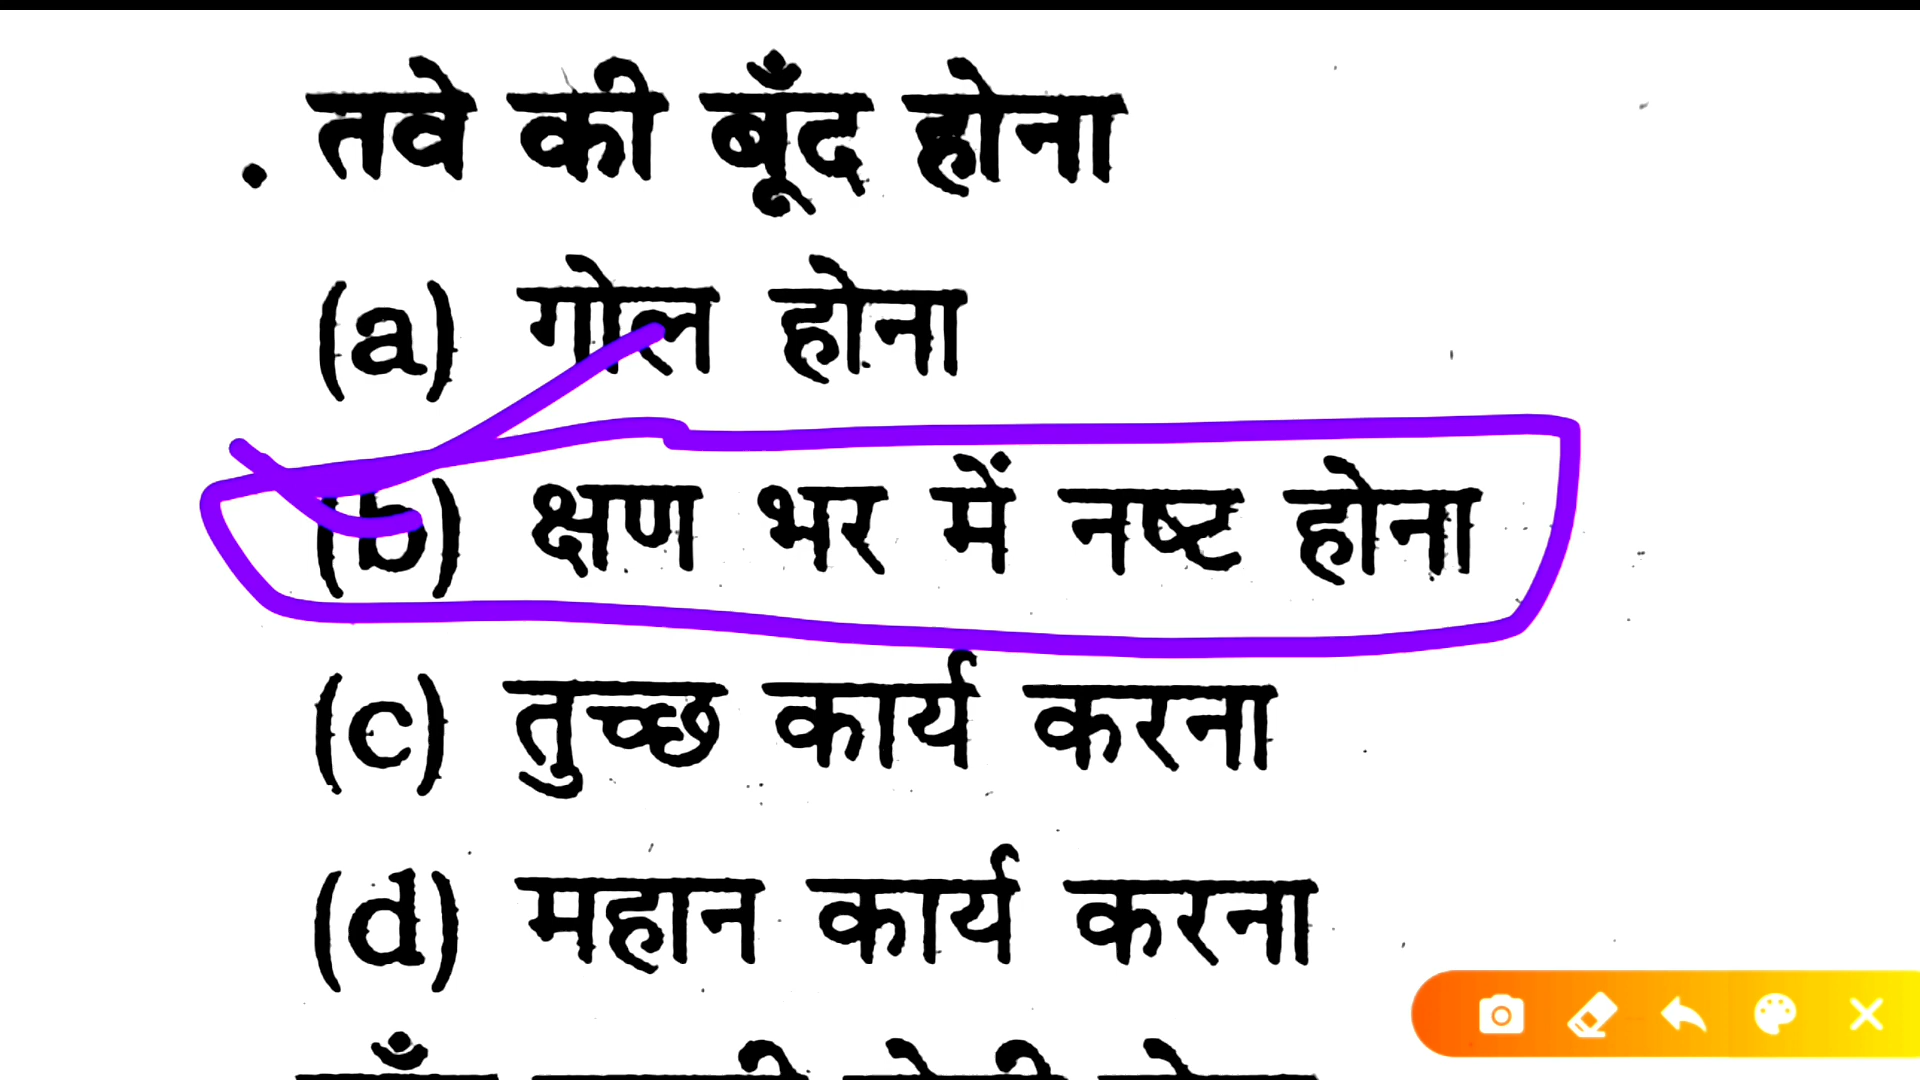 . तवे की बूँद होना
(a) गोल होना
(b) क्षण भर में नष्ट होना
(c) तुच्छ कार्य करना
(d) महान कार्य करना